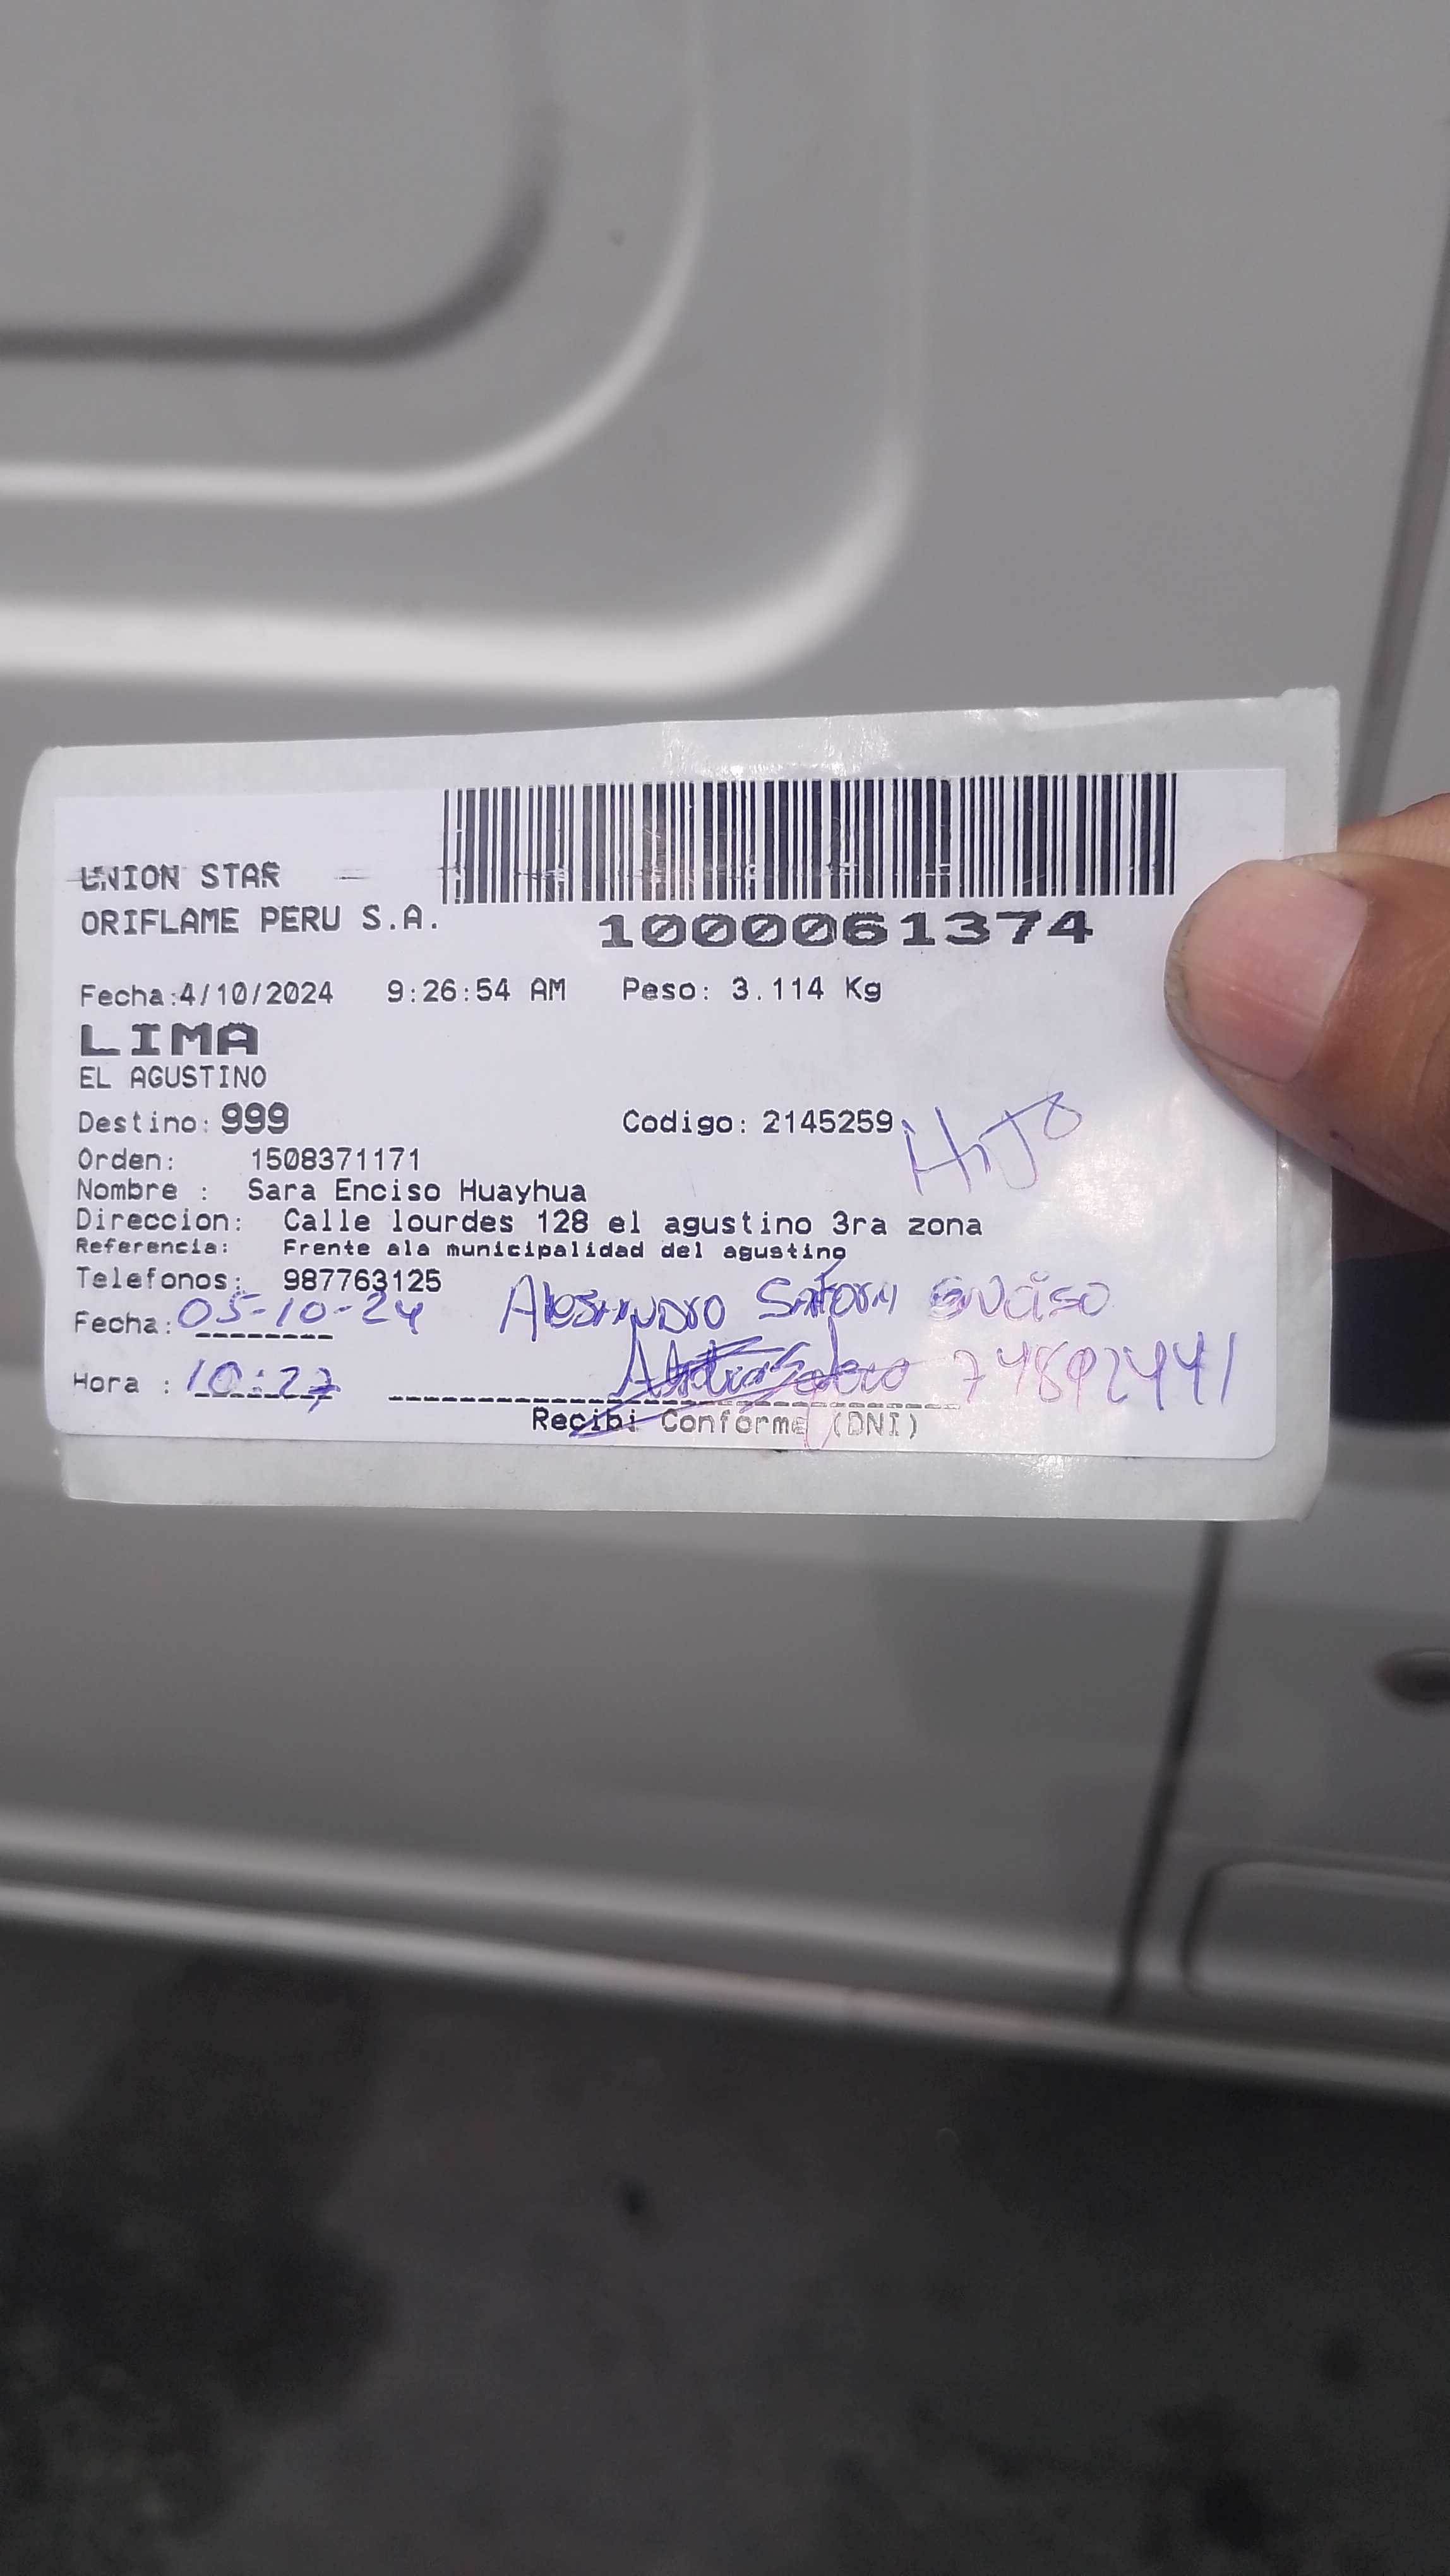 UNION STAR
ORIFLAME PERU S.A.
1000061374
Fecha:4/10/2024 9:26:54 AM Peso: 3.114 Kg
LIMA
EL AGUSTINO
Destino: 999 Codigo: 2145259
HIJO
Orden: 1508371171
Nombre : Sara Enciso Huayhua
Direccion: Calle lourdes 128 el agustino 3ra zona
Referencia: Frente ala municipalidad del agustino
Telefonos: 987763125
Fecha: 05-10-24 Enciso
Hora : 10:27 74892441
Recibi Conforme (DNI)